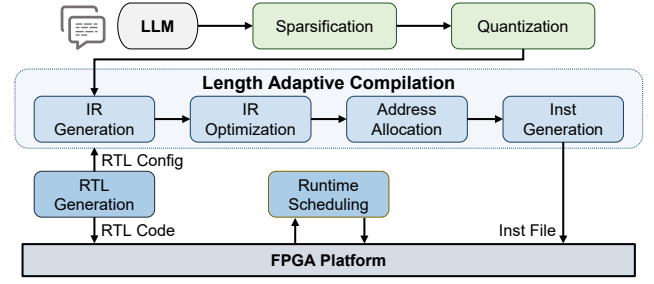 LLM
Sparsification
Quantization
Length Adaptive Compilation
IR
Generation
IR
Optimization
Address
Allocation
Inst
Generation
RTL Config
RTL
Generation
Runtime
Scheduling
RTL Code
Inst File
FPGA Platform